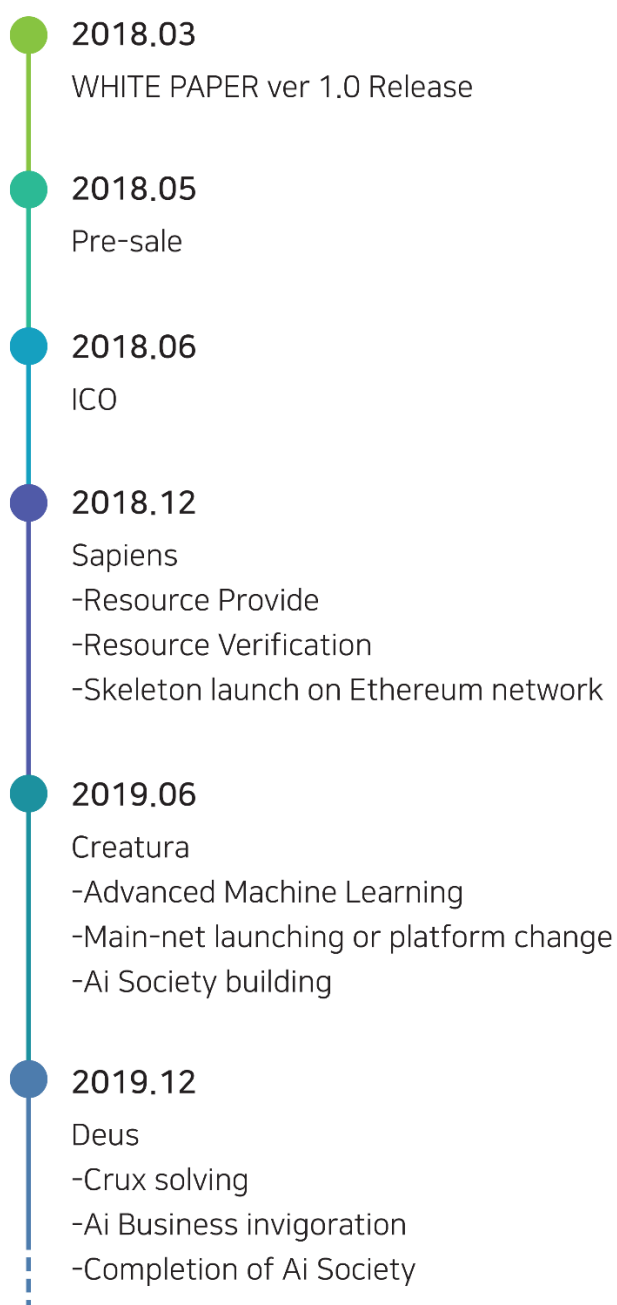 2018.03
WHITE PAPER ver 1.0 Release
2018.05
Pre-sale
2018.06
ICO
2018.12
Sapiens
-Resource Provide
-Resource Verification
-Skeleton launch on Ethereum network
2019.06
Creatura
-Advanced Machine Learning
-Main-net launching or platform change
-Ai Society building
2019.12
Deus
-Crux solving
-Ai Business invigoration
-Completion of Ai Society